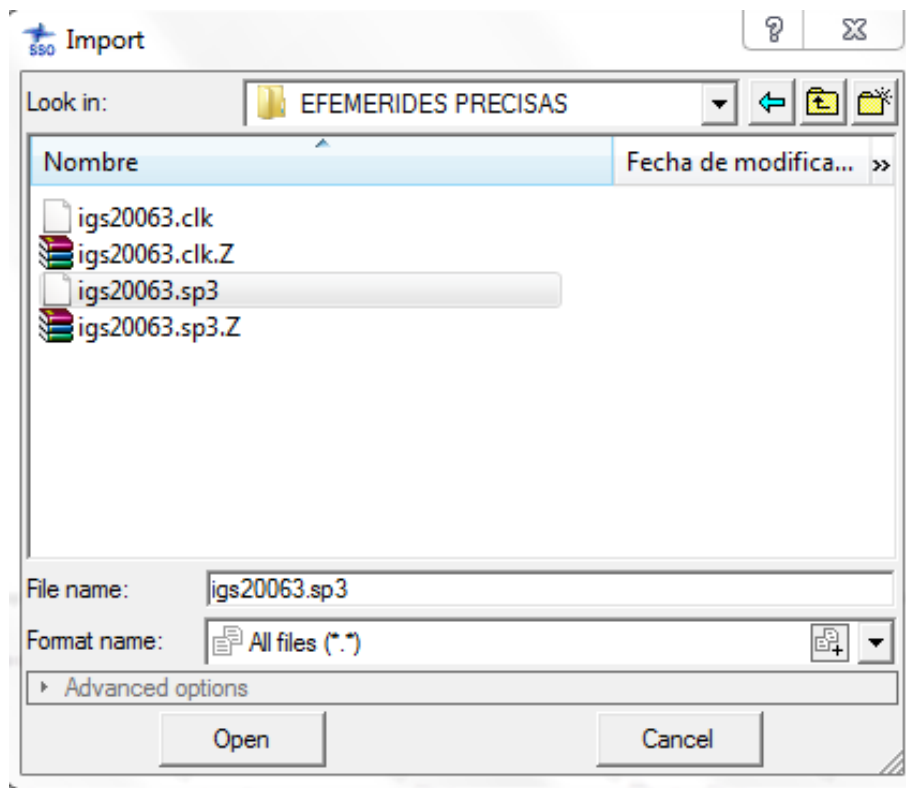 SSO Import
Look in: EFEMERIDES PRECISAS
Nombre Fecha de modifica... »
igs20063.clk
igs20063.clk.Z
igs20063.sp3
igs20063.sp3.Z
File name: igs20063.sp3
Format name: All files (*.*)
Advanced options
Open Cancel